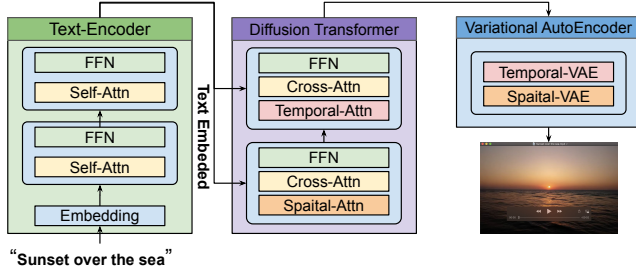 Text-Encoder
FFN
Self-Attn
FFN
Self-Attn
Embedding
“Sunset over the sea”
Text Embeded
Diffusion Transformer
FFN
Cross-Attn
Temporal-Attn
FFN
Cross-Attn
Spaital-Attn
Variational AutoEncoder
Temporal-VAE
Spaital-VAE